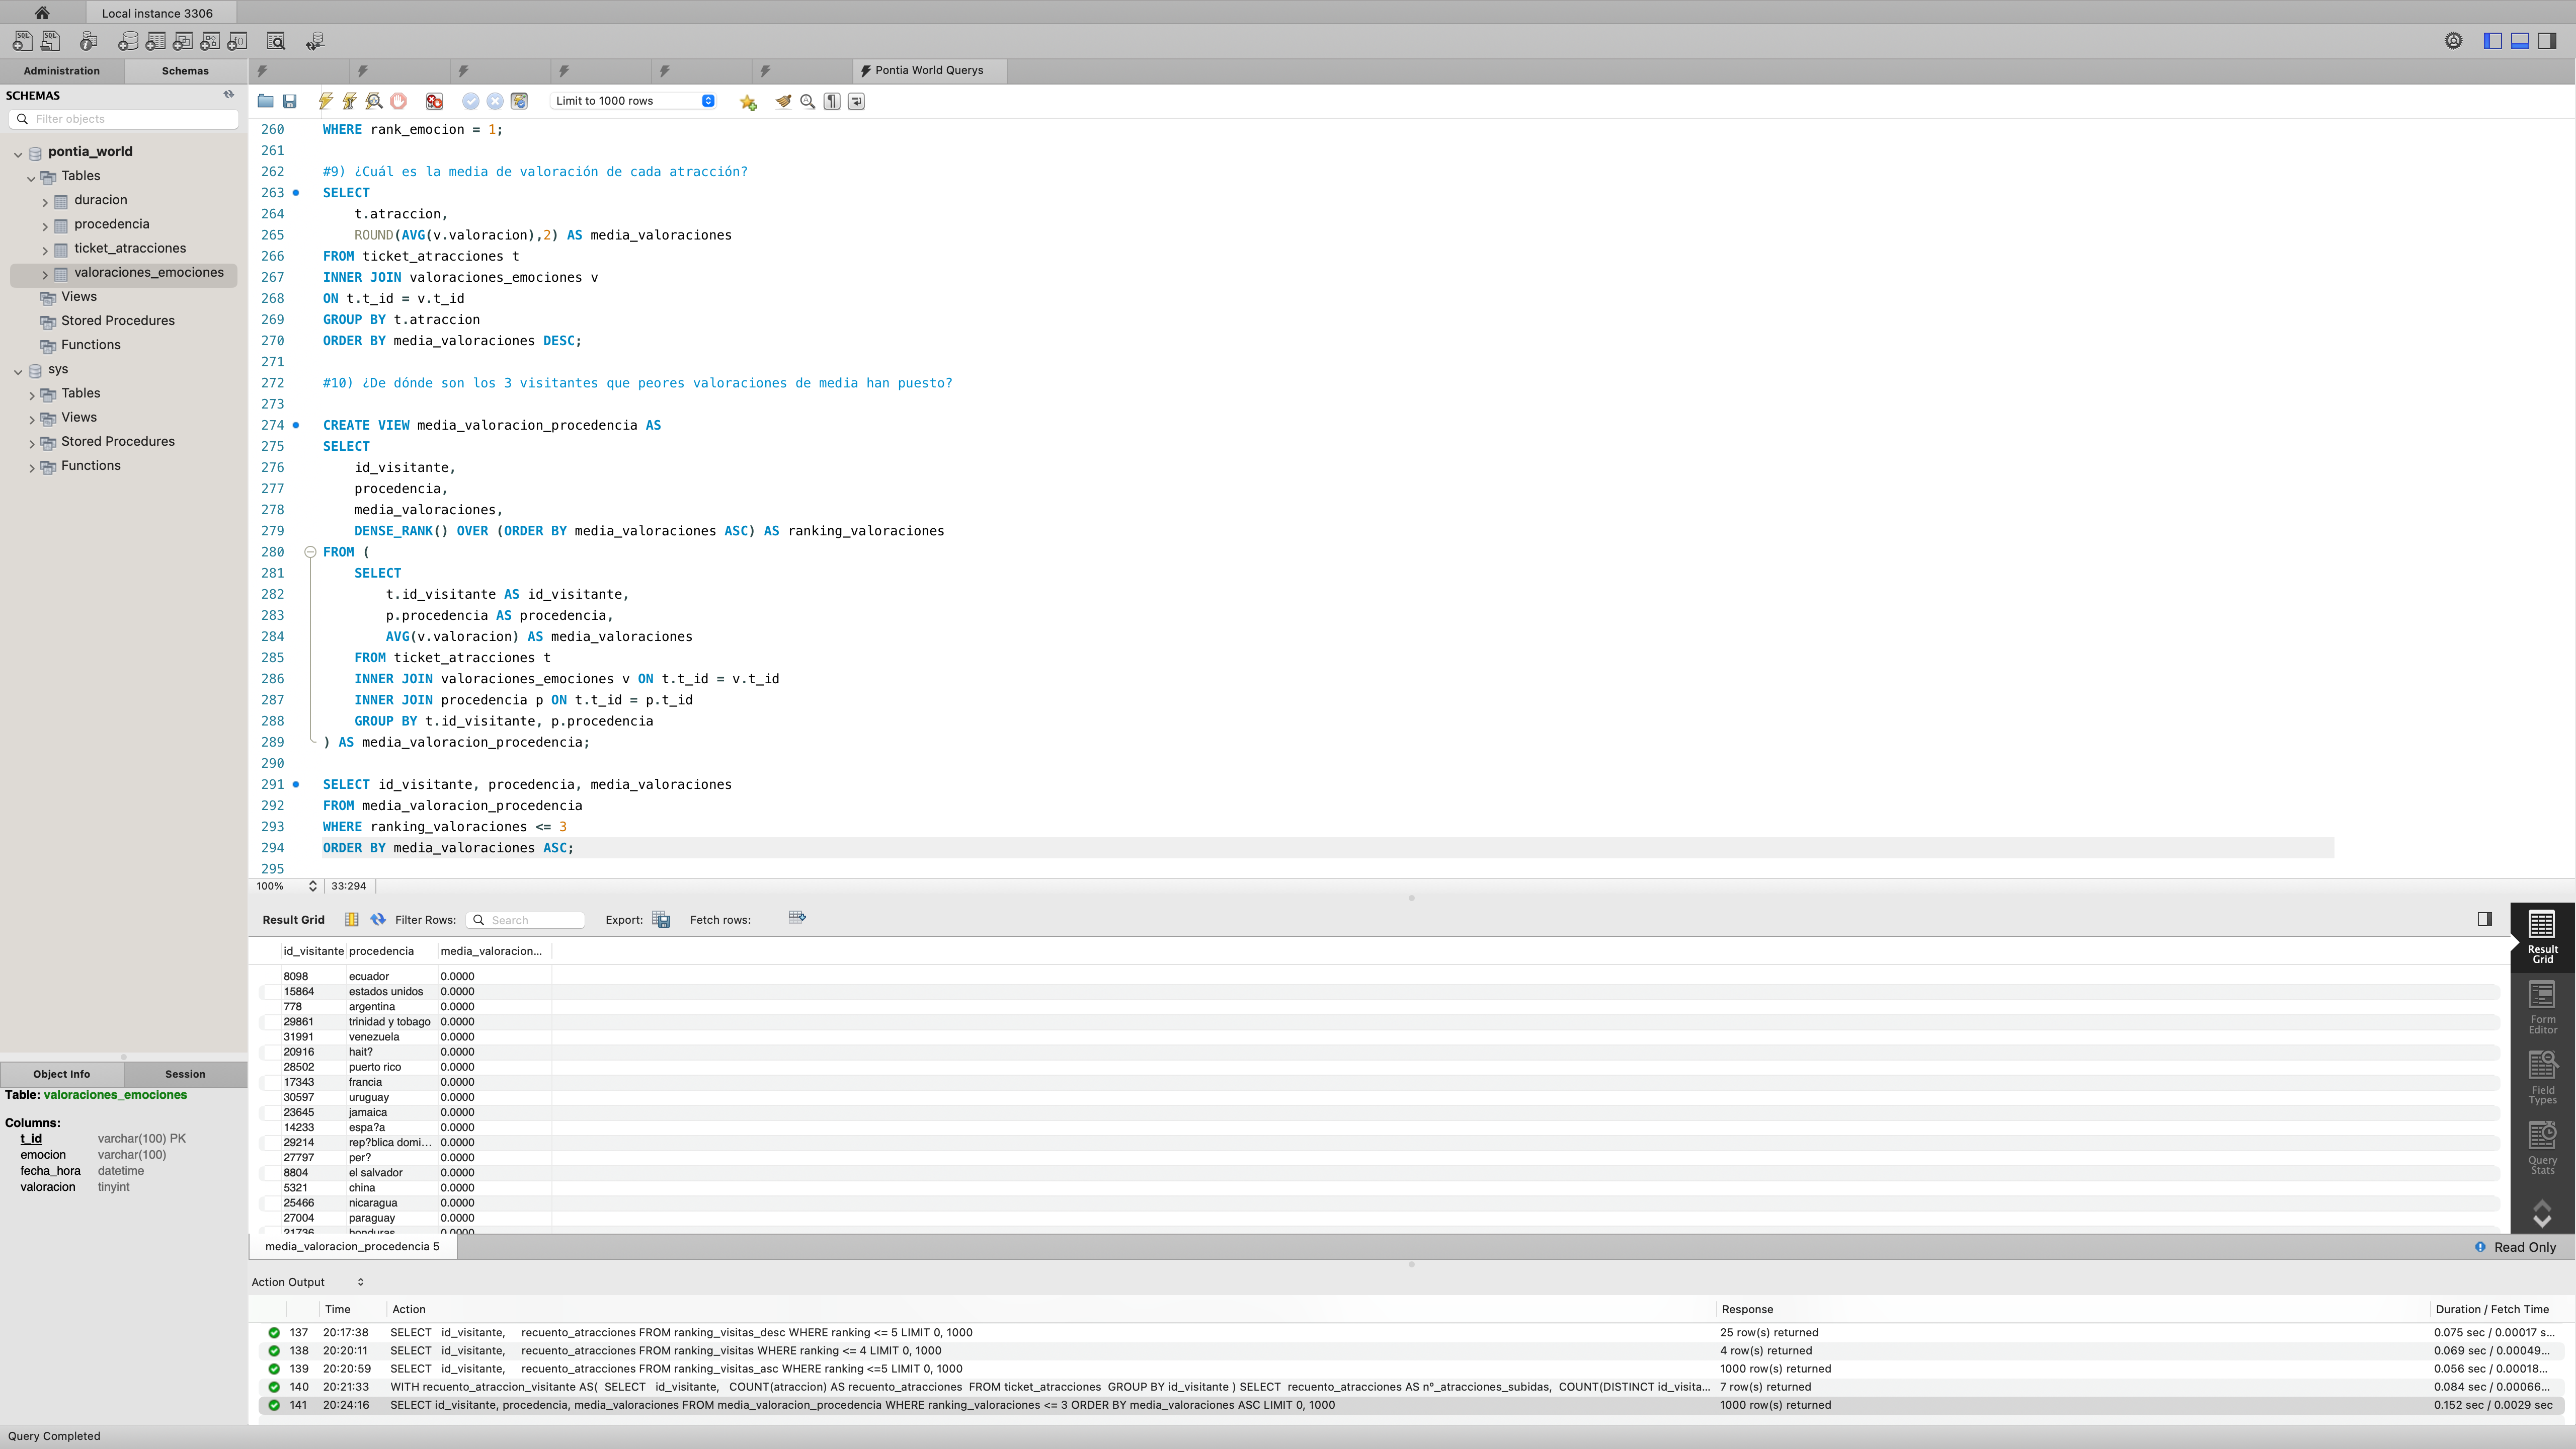 Local instance 3306
Administration
Schemas
Pontia World Querys
SCHEMAS
Filter objects
Limit to 1000 rows
pontia_world
Tables
duracion
procedencia
ticket_atracciones
valoraciones_emociones
Views
Stored Procedures
Functions
sys
Tables
Views
Stored Procedures
Functions
260 WHERE rank_emocion = 1;
261
262 #9) ¿Cuál es la media de valoración de cada atracción?
263 SELECT
264 t.atraccion,
265 ROUND(AVG(v.valoracion),2) AS media_valoraciones
266 FROM ticket_atracciones t
267 INNER JOIN valoraciones_emociones v
268 ON t.t_id = v.t_id
269 GROUP BY t.atraccion
270 ORDER BY media_valoraciones DESC;
271
272 #10) ¿De dónde son los 3 visitantes que peores valoraciones de media han puesto?
273
274 CREATE VIEW media_valoracion_procedencia AS
275 SELECT
276 id_visitante,
277 procedencia,
278 media_valoraciones,
279 DENSE_RANK() OVER (ORDER BY media_valoraciones ASC) AS ranking_valoraciones
280 FROM (
281 SELECT
282 t.id_visitante AS id_visitante,
283 p.procedencia AS procedencia,
284 AVG(v.valoracion) AS media_valoraciones
285 FROM ticket_atracciones t
286 INNER JOIN valoraciones_emociones v ON t.t_id = v.t_id
287 INNER JOIN procedencia p ON t.t_id = p.t_id
288 GROUP BY t.id_visitante, p.procedencia
289 ) AS media_valoracion_procedencia;
290
291 SELECT id_visitante, procedencia, media_valoraciones
292 FROM media_valoracion_procedencia
293 WHERE ranking_valoraciones <= 3
294 ORDER BY media_valoraciones ASC;
295
100% 33:294
Result Grid Filter Rows: Search Export: Fetch rows:
id_visitante procedencia media_valoracion...
8098 ecuador 0.0000
15864 estados unidos 0.0000
778 argentina 0.0000
29861 trinidad y tobago 0.0000
31991 venezuela 0.0000
20916 hait? 0.0000
28502 puerto rico 0.0000
17343 francia 0.0000
30597 uruguay 0.0000
23645 jamaica 0.0000
14233 espa?a 0.0000
29214 rep?blica domi... 0.0000
27797 per? 0.0000
8804 el salvador 0.0000
5321 china 0.0000
25466 nicaragua 0.0000
27004 paraguay 0.0000
21736 honduras 0.0000
Result Grid
Form Editor
Field Types
Query Stats
media_valoracion_procedencia 5
Read Only
Object Info
Session
Table: valoraciones_emociones
Columns:
t_id varchar(100) PK
emocion varchar(100)
fecha_hora datetime
valoracion tinyint
Action Output
Time Action Response Duration / Fetch Time
137 20:17:38 SELECT id_visitante, recuento_atracciones FROM ranking_visitas_desc WHERE ranking <= 5 LIMIT 0, 1000 25 row(s) returned 0.075 sec / 0.00017 s...
138 20:20:11 SELECT id_visitante, recuento_atracciones FROM ranking_visitas WHERE ranking <= 4 LIMIT 0, 1000 4 row(s) returned 0.069 sec / 0.00049...
139 20:20:59 SELECT id_visitante, recuento_atracciones FROM ranking_visitas_asc WHERE ranking <=5 LIMIT 0, 1000 1000 row(s) returned 0.056 sec / 0.00018...
140 20:21:33 WITH recuento_atraccion_visitante AS( SELECT id_visitante, COUNT(atraccion) AS recuento_atracciones FROM ticket_atracciones GROUP BY id_visitante ) SELECT recuento_atracciones AS nº_atracciones_subidas, COUNT(DISTINCT id_visita... 7 row(s) returned 0.084 sec / 0.00066...
141 20:24:16 SELECT id_visitante, procedencia, media_valoraciones FROM media_valoracion_procedencia WHERE ranking_valoraciones <= 3 ORDER BY media_valoraciones ASC LIMIT 0, 1000 1000 row(s) returned 0.152 sec / 0.0029 sec
Query Completed